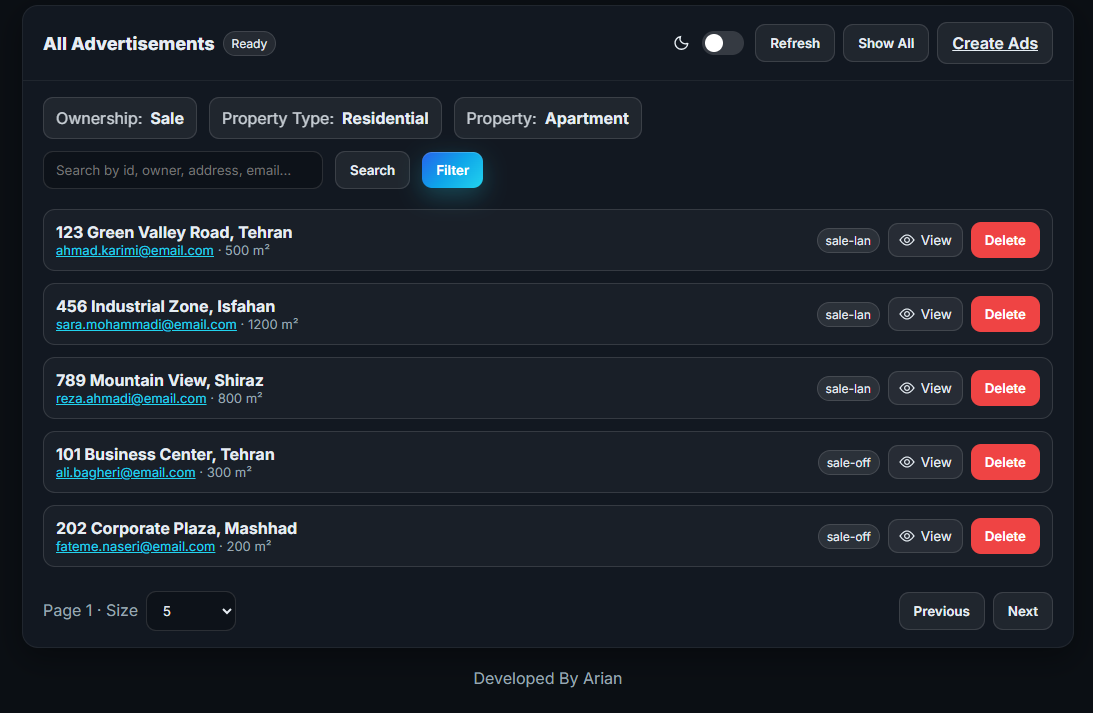 All Advertisements Ready Refresh Show All Create Ads
Ownership: Sale Property Type: Residential Property: Apartment
Search by id, owner, address, email... Search Filter
123 Green Valley Road, Tehran
ahmad.karimi@email.com · 500 m²
sale-lan View Delete
456 Industrial Zone, Isfahan
sara.mohammadi@email.com · 1200 m²
sale-lan View Delete
789 Mountain View, Shiraz
reza.ahmadi@email.com · 800 m²
sale-lan View Delete
101 Business Center, Tehran
ali.bagheri@email.com · 300 m²
sale-off View Delete
202 Corporate Plaza, Mashhad
fateme.naseri@email.com · 200 m²
sale-off View Delete
Page 1 · Size 5 Previous Next
Developed By Arian